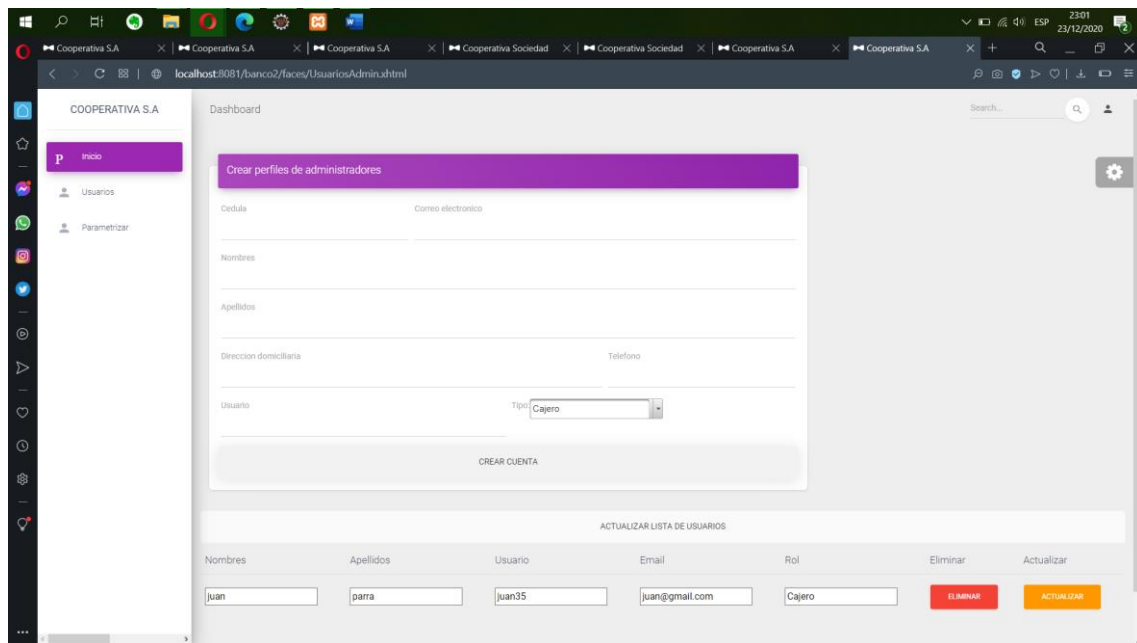 ESP
23:01
23/12/2020
2
Cooperativa S.A
Cooperativa S.A
Cooperativa S.A
Cooperativa Sociedad
Cooperativa Sociedad
Cooperativa S.A
Cooperativa S.A
localhost:8081/banco2/faces/UsuariosAdmin.xhtml
COOPERATIVA S.A
Dashboard
Search...
P Inicio
Usuarios
Parametrizar
Crear perfiles de administradores
Cedula
Correo electronico
Nombres
Apellidos
Direccion domiciliaria
Telefono
Usuario
Tipo: Cajero
CREAR CUENTA
ACTUALIZAR LISTA DE USUARIOS
Nombres Apellidos Usuario Email Rol Eliminar Actualizar
juan parra juan35 juan@gmail.com Cajero ELIMINAR ACTUALIZAR